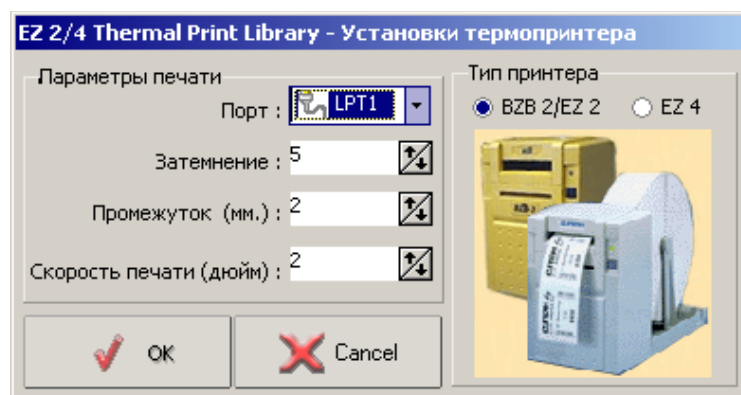 EZ 2/4 Thermal Print Library - Установки термопринтера
Параметры печати
Порт : LPT1
Затемнение : 5
Промежуток (мм.) : 2
Скорость печати (дюйм) : 2
OK
Cancel
Тип принтера
BZB 2/EZ 2
EZ 4